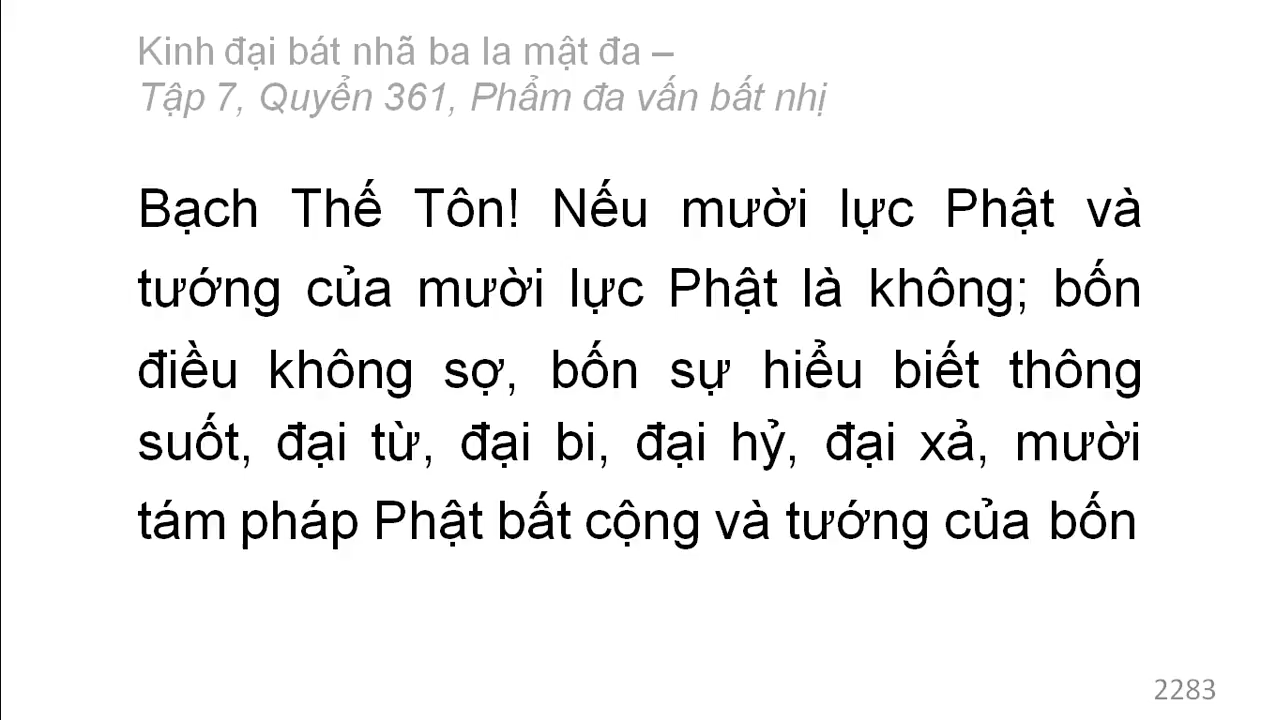 Kinh đại bát nhã ba la mật đa –
Tập 7, Quyển 361, Phẩm đa vấn bất nhị
Bạch Thế Tôn! Nếu mười lực Phật và
tướng của mười lực Phật là không; bốn
điều không sợ, bốn sự hiểu biết thông
suốt, đại từ, đại bi, đại hỷ, đại xả, mười
tám pháp Phật bất cộng và tướng của bốn
2283